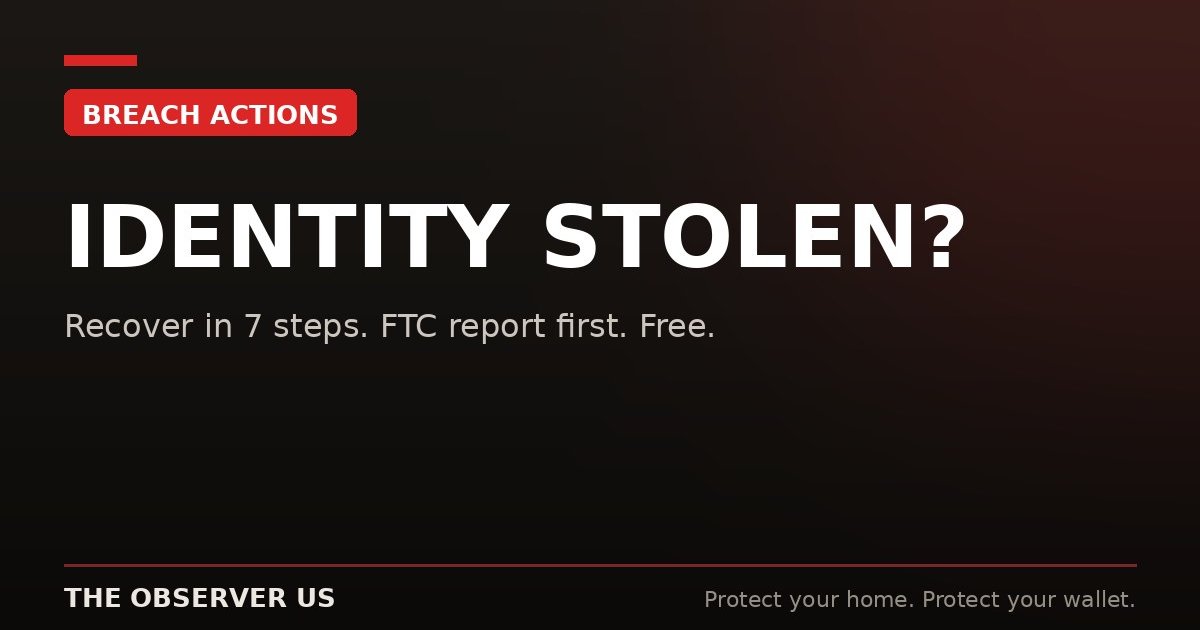 BREACH ACTIONS
IDENTITY STOLEN?
Recover in 7 steps. FTC report first. Free.
THE OBSERVER US
Protect your home. Protect your wallet.